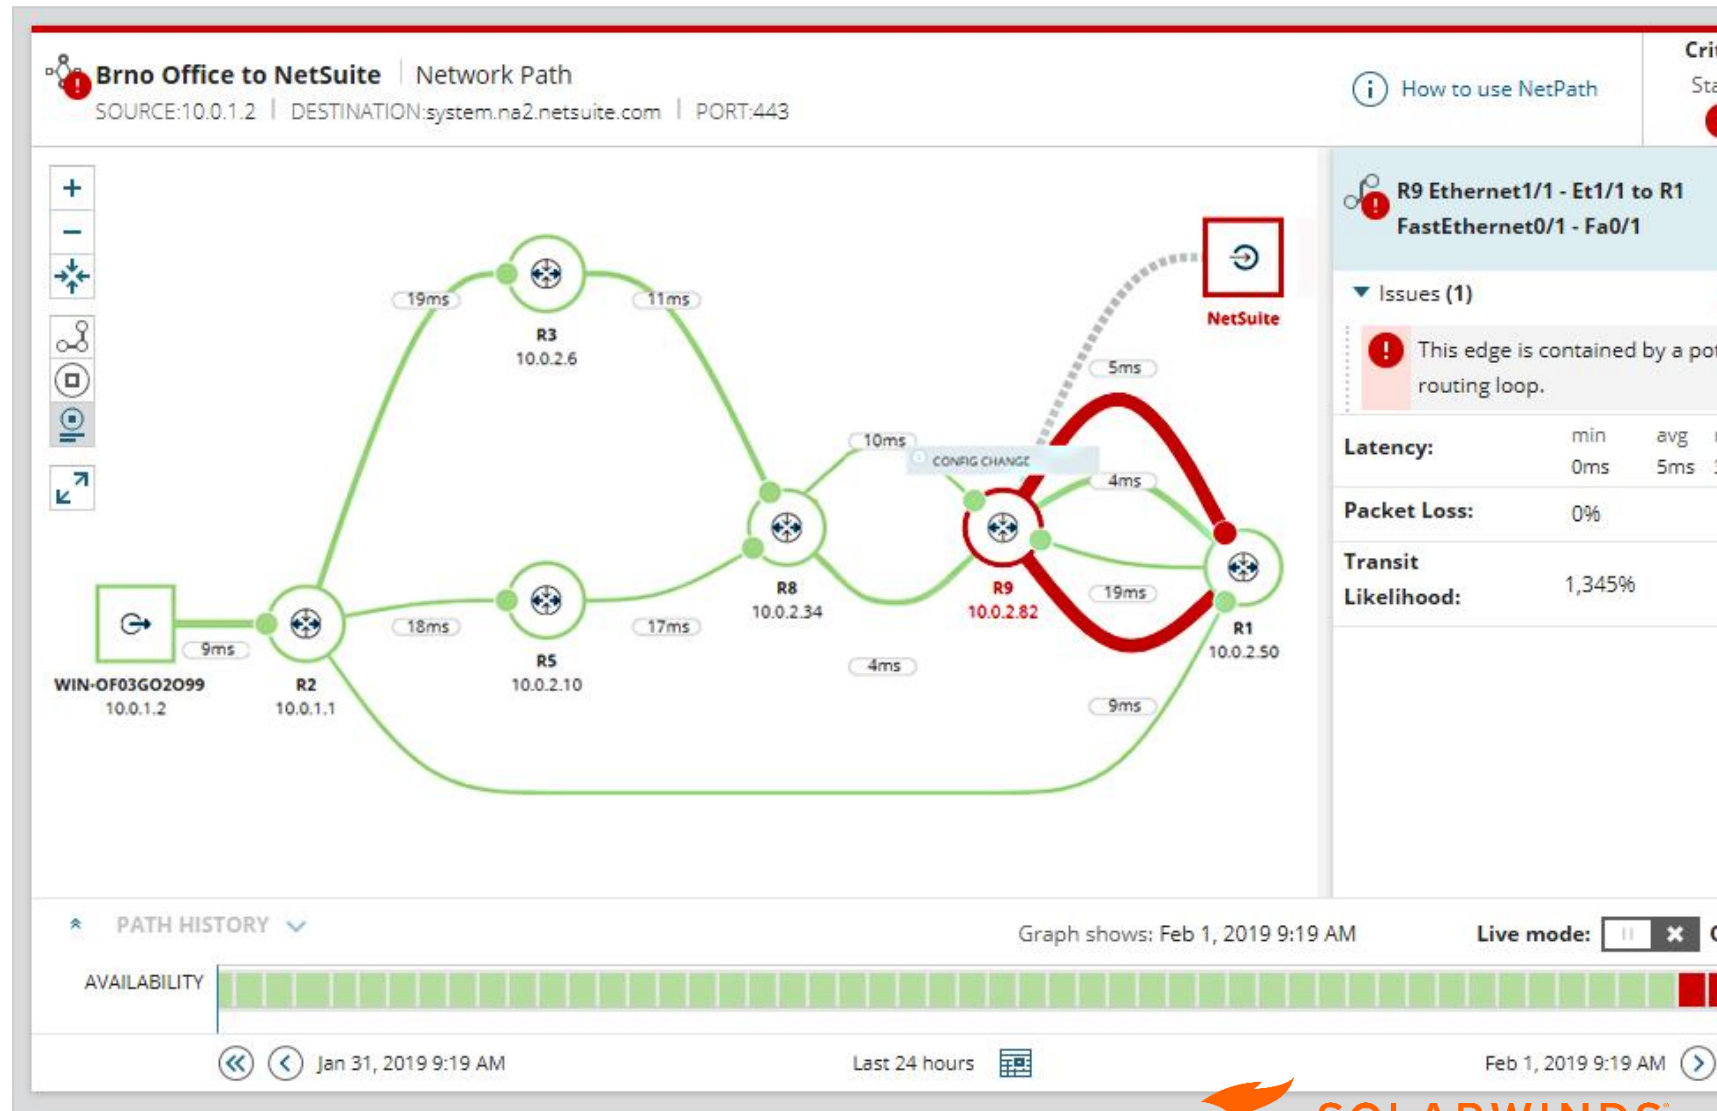 Brno Office to NetSuite | Network Path
SOURCE:10.0.1.2 | DESTINATION:system.na2.netsuite.com | PORT:443
How to use NetPath
R9 Ethernet1/1 - Et1/1 to R1
FastEthernet0/1 - Fa0/1
Issues (1)
This edge is contained by a
routing loop.
Latency:
min
avg
0ms
5ms
Packet Loss:
0%
Transit
Likelihood:
1,345%
19ms
R3
10.0.2.6
11ms
NetSuite
5ms
10ms
CONFIG CHANGE
4ms
R8
10.0.2.34
R9
10.0.2.82
19ms
R1
10.0.2.50
9ms
WIN-OF03GO2O99
10.0.1.2
R2
10.0.1.1
18ms
R5
10.0.2.10
17ms
4ms
9ms
PATH HISTORY
Graph shows: Feb 1, 2019 9:19 AM
Live mode:
AVAILABILITY
Jan 31, 2019 9:19 AM
Last 24 hours
Feb 1, 2019 9:19 AM
SOLARWINDS